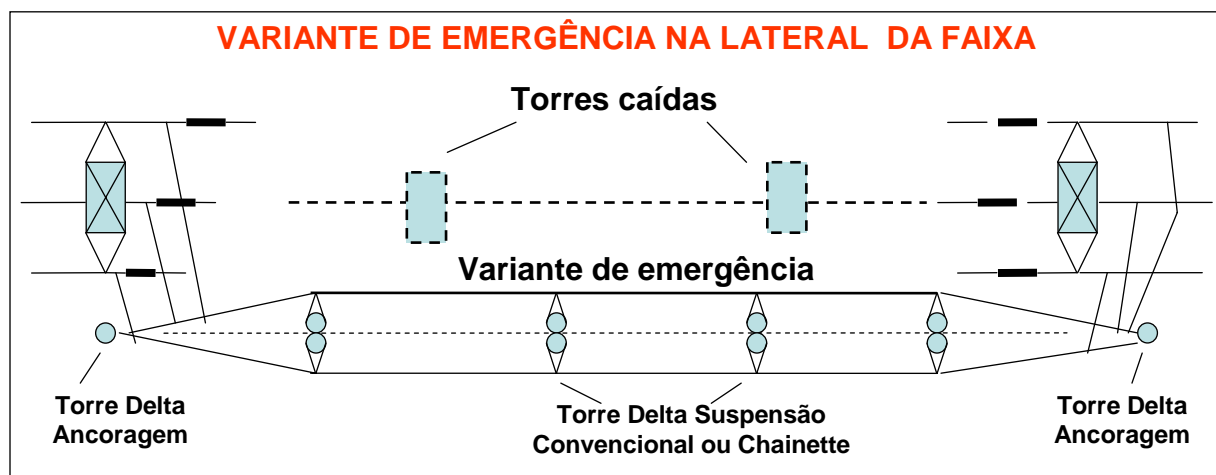 VARIANTE DE EMERGÊNCIA NA LATERAL DA FAIXA
Torres caídas
Variante de emergência
Torre Delta
Ancoragem
Torre Delta Suspensão
Convencional ou Chainette
Torre Delta
Ancoragem